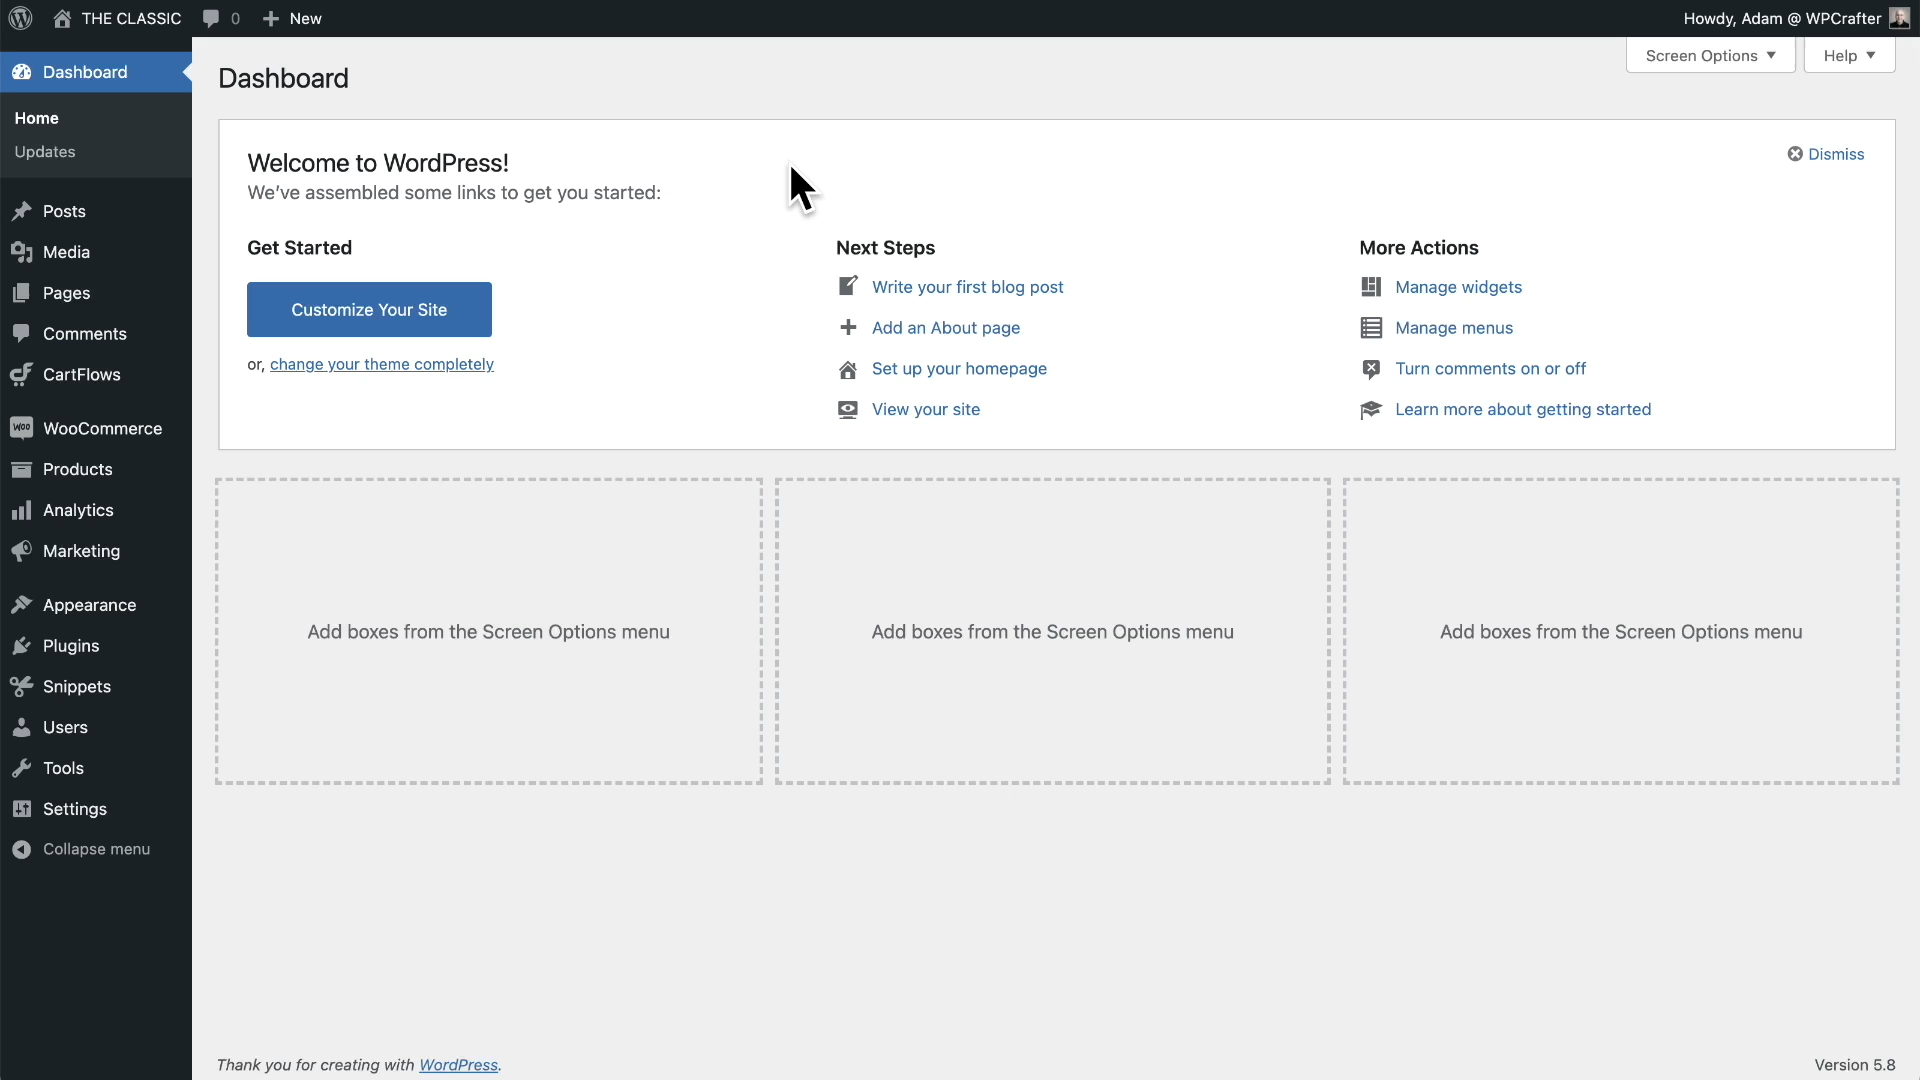 THE CLASSIC 0 New Howdy, Adam @ WPCrafter
Screen Options Help
Dashboard
Home
Updates
Posts
Media
Pages
Comments
CartFlows
Woo WooCommerce
Products
Analytics
Marketing
Appearance
Plugins
Snippets
Users
Tools
Settings
Collapse menu
Dashboard
Welcome to WordPress!
Dismiss
We've assembled some links to get you started:
Get Started
Customize Your Site
or, change your theme completely
Next Steps
Write your first blog post
Add an About page
Set up your homepage
View your site
More Actions
Manage widgets
Manage menus
Turn comments on or off
Learn more about getting started
Add boxes from the Screen Options menu
Add boxes from the Screen Options menu
Add boxes from the Screen Options menu
Thank you for creating with WordPress.
Version 5.8